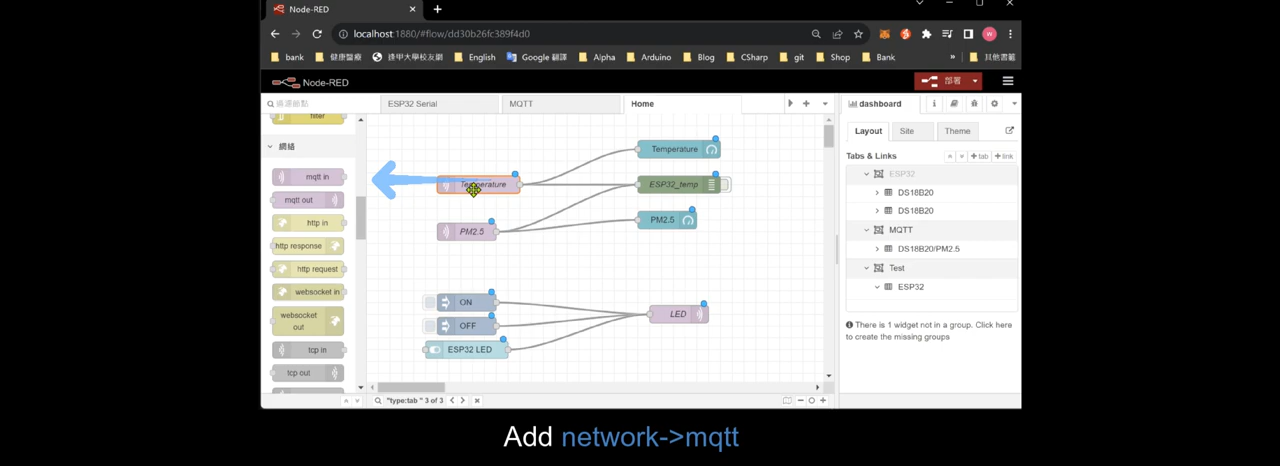 Node-RED
localhost:1880/#flow/dd30b26fc389f4d0
bank 健康醫療 逢甲大學校友網 English Google 翻譯 Alpha Arduino Blog CSharp git Shop Bank » 其他書籤
Node-RED 部署
ESP32 Serial MQTT Home dashboard
filter
網絡
mqtt in
mqtt out
http in
http response
http request
websocket in
websocket out
tcp in
tcp out
Temperature
Temperature
ESP32_temp
PM2.5
PM2.5
ON
OFF
ESP32 LED
LED
Layout Site Theme
Tabs & Links +tab +link
ESP32
DS18B20
DS18B20
MQTT
DS18B20/PM2.5
Test
ESP32
There is 1 widget not in a group. Click here
to create the missing groups
"type:tab " 3 of 3
Add network->mqtt